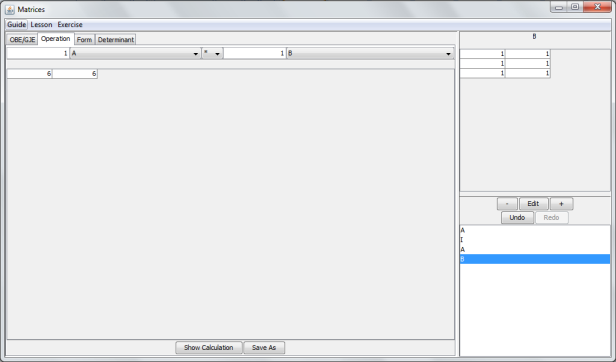 Matrices
Guide Lesson Exercise
OBE/GJE Operation Form Determinant
1 A * 1 B
6 6
Show Calculation Save As
B
1 1
1 1
1 1
- Edit +
Undo Redo
A
I
A
B